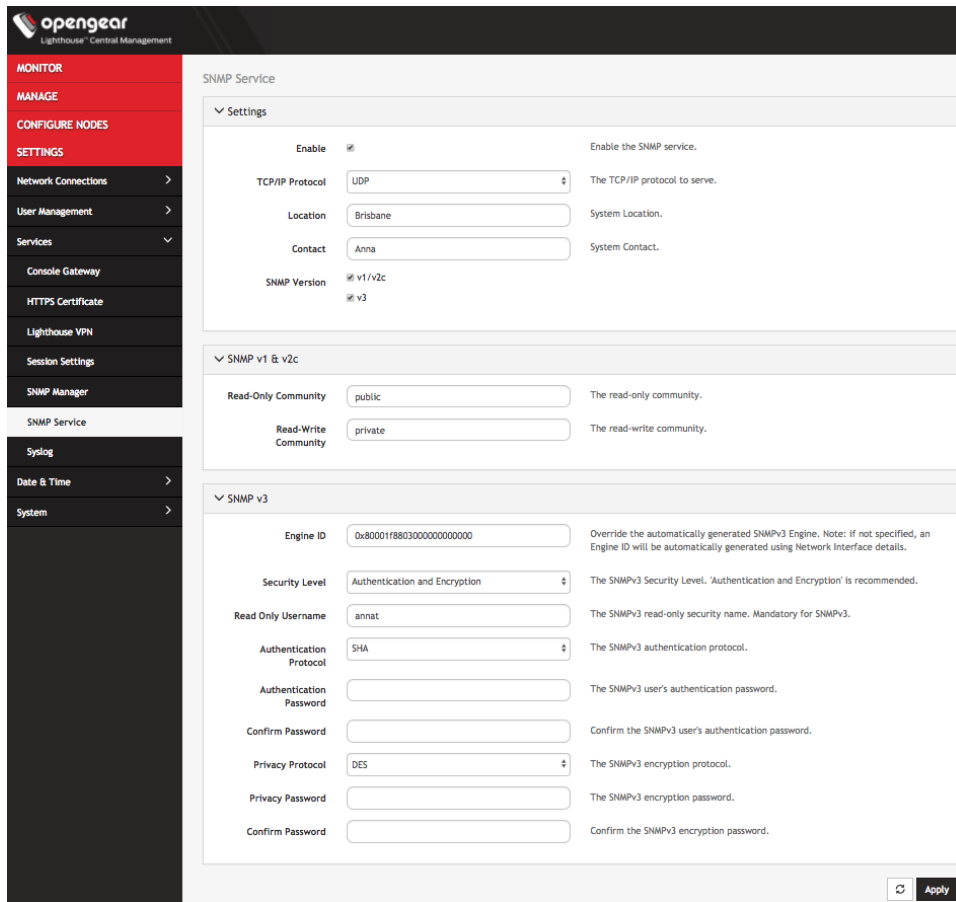 opengear
Lighthouse™ Central Management
MONITOR
MANAGE
CONFIGURE NODES
SETTINGS
Network Connections
User Management
Services
Console Gateway
HTTPS Certificate
Lighthouse VPN
Session Settings
SNMP Manager
SNMP Service
Syslog
Date & Time
System
SNMP Service
Settings
Enable
Enable the SNMP service.
TCP/IP Protocol
UDP
The TCP/IP protocol to serve.
Location
Brisbane
System Location.
Contact
Anna
System Contact.
SNMP Version
v1/v2c
v3
SNMP v1 & v2c
Read-Only Community
public
The read-only community.
Read-Write
Community
private
The read-write community.
SNMP v3
Engine ID
0x80001f8803000000000000
Override the automatically generated SNMPv3 Engine. Note: if not specified, an
Engine ID will be automatically generated using Network Interface details.
Security Level
Authentication and Encryption
The SNMPv3 Security Level. 'Authentication and Encryption' is recommended.
Read Only Username
annat
The SNMPv3 read-only security name. Mandatory for SNMPv3.
Authentication
Protocol
SHA
The SNMPv3 authentication protocol.
Authentication
Password
The SNMPv3 user's authentication password.
Confirm Password
Confirm the SNMPv3 user's authentication password.
Privacy Protocol
DES
The SNMPv3 encryption protocol.
Privacy Password
The SNMPv3 encryption password.
Confirm Password
Confirm the SNMPv3 encryption password.
Apply